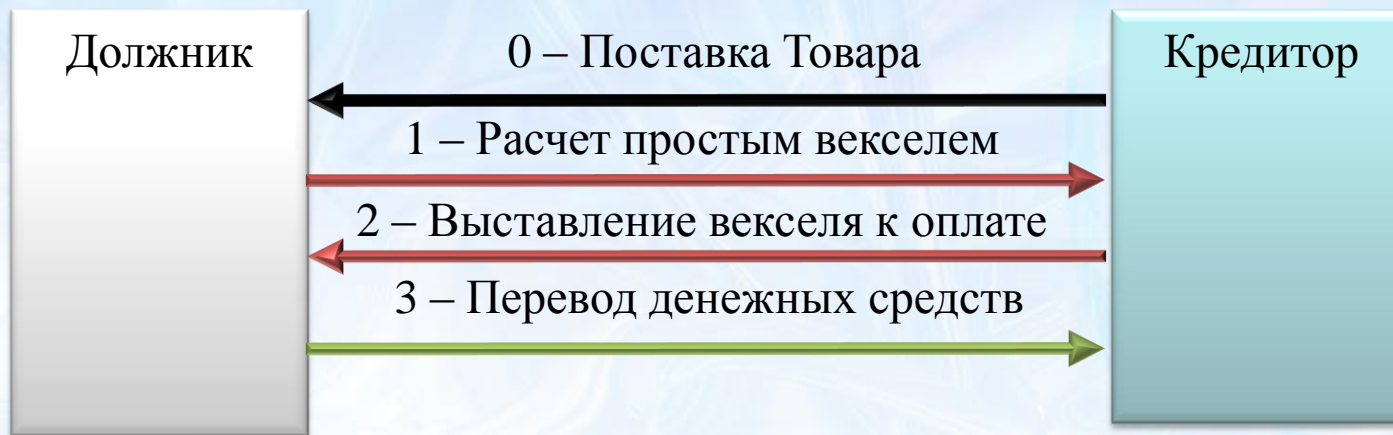 Должник
0 – Поставка Товара
Кредитор
1 – Расчет простым векселем
2 – Выставление векселя к оплате
3 – Перевод денежных средств